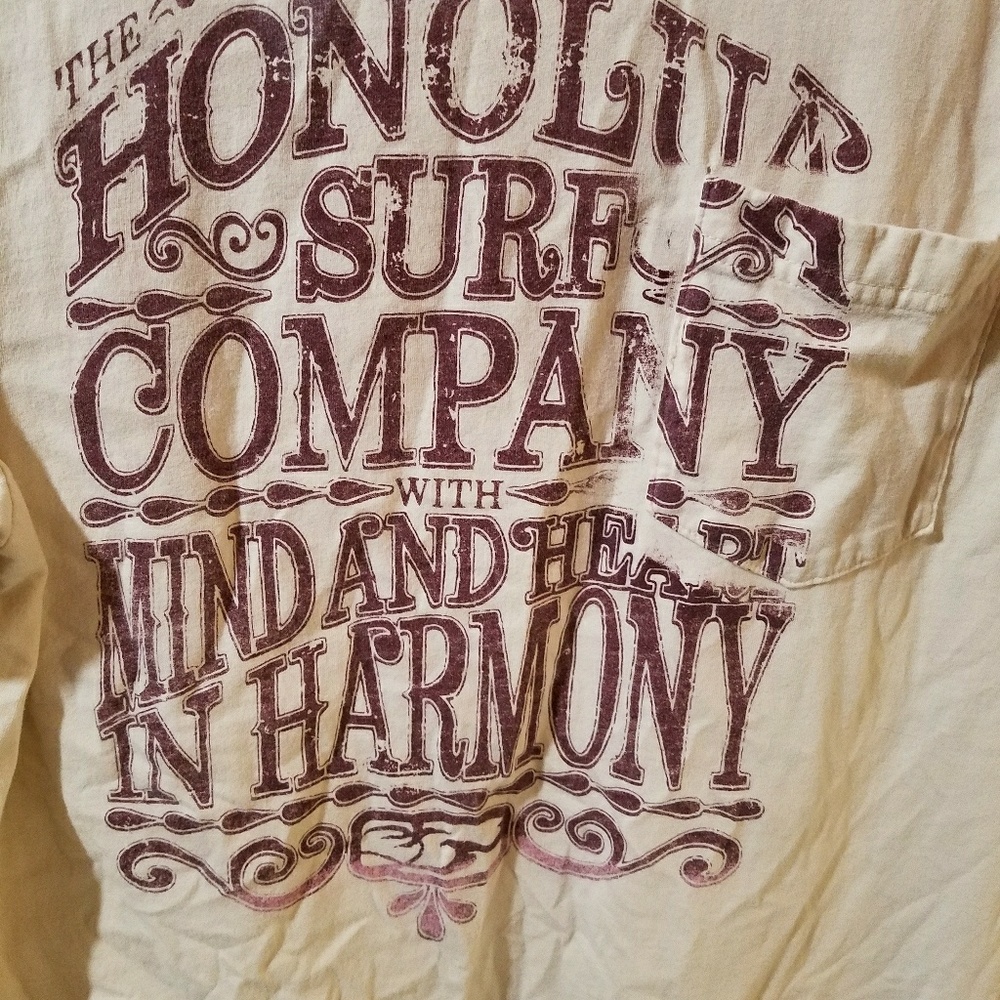 THE
HONOLUA
SURF
COMPANY
WITH
MIND AND HEART
IN HARMONY